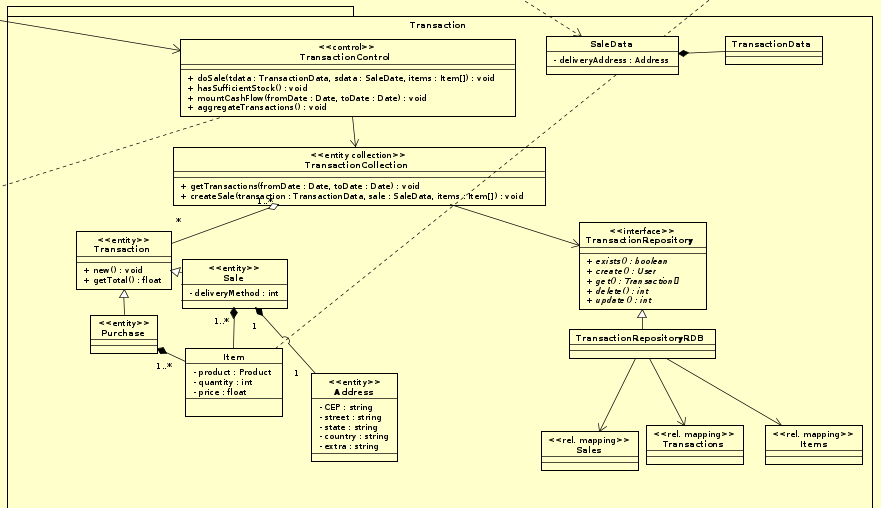 Transaction
<<control>>
TransactionControl
+ doSale(tdata : TransactionData, sdata : SaleDate, items : Item[]) : void
+ hasSufficientStock() : void
+ mountCashFlow(fromDate : Date, toDate : Date) : void
+ aggregateTransactions() : void
SaleData
- deliveryAddress : Address
TransactionData
<<entity collection>>
TransactionCollection
+ getTransactions(fromDate : Date, toDate : Date) : void
+ createSale(transaction : TransactionData, sale : SaleData, items : Item[]) : void
1..*
*
<<entity>>
Transaction
+ new() : void
+ getTotal() : float
<<entity>>
Sale
- deliveryMethod : int
<<interface>>
TransactionRepository
+ exists() : boolean
+ create() : User
+ get() : Transaction[]
+ delete() : int
+ update() : int
<<entity>>
Purchase
1..*
1
1..*
Item
- product : Product
- quantity : int
- price : float
1
<<entity>>
Address
- CEP : string
- street : string
- state : string
- country : string
- extra : string
TransactionRepositoryRDB
<<rel. mapping>>
Sales
<<rel. mapping>>
Transactions
<<rel. mapping>>
Items